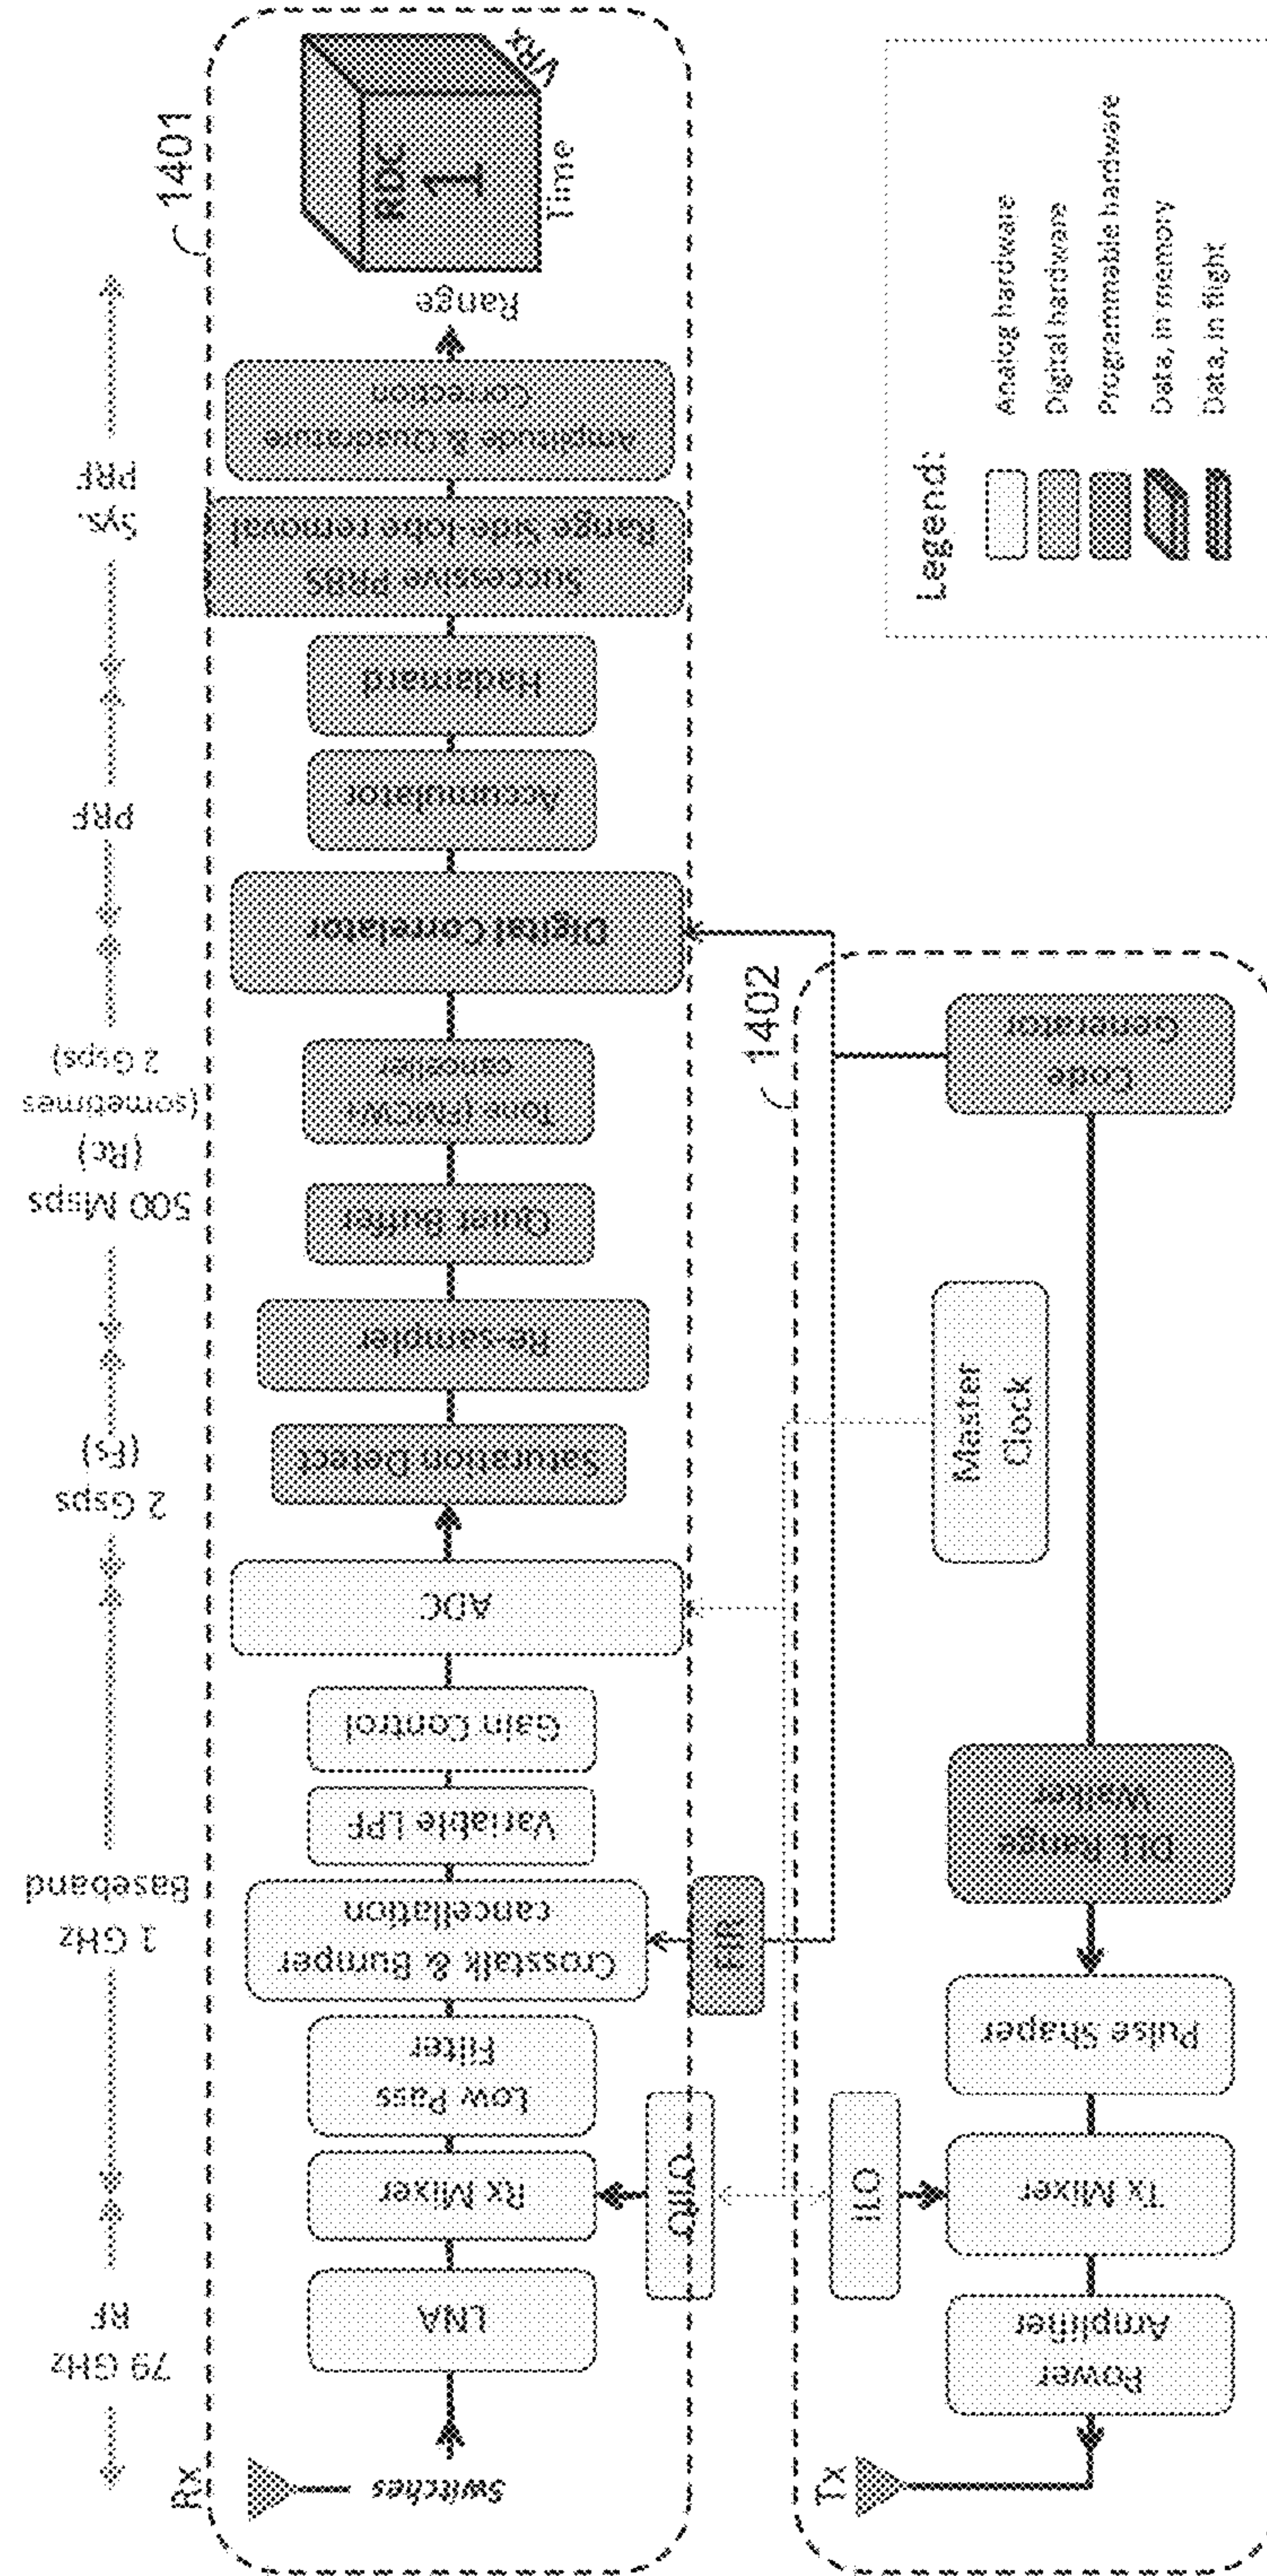 79 GHz
RF
1 GHz
Baseband
2 Gsps
(Fs)
500 Msps
(Rc)
(sometimes
2 Gsps)
PRF
Sys.
PRF
1401
Rx
Switches
LNA
Rx Mixer
Low Pass
Filter
Crosstalk & Bumper
cancellation
Variable LPF
Gain Control
ADC
Saturation Detect
Re-sampler
Quiet Buffer
Tone (FMCW)
canceller
Digital Correlator
Accumulator
Hadamard
Successive PRBS
Range Side-lobe removal
Amplitude & Quadrature
Correction
Range
RDC
1
Time
VRx
QILO
FIR
1402
Tx
ILO
Power
Amplifier
Tx Mixer
Pulse Shaper
DLL Range
Walker
Master
Clock
Code
Generator
Legend:
Analog hardware
Digital hardware
Programmable hardware
Data, in memory
Data, in flight